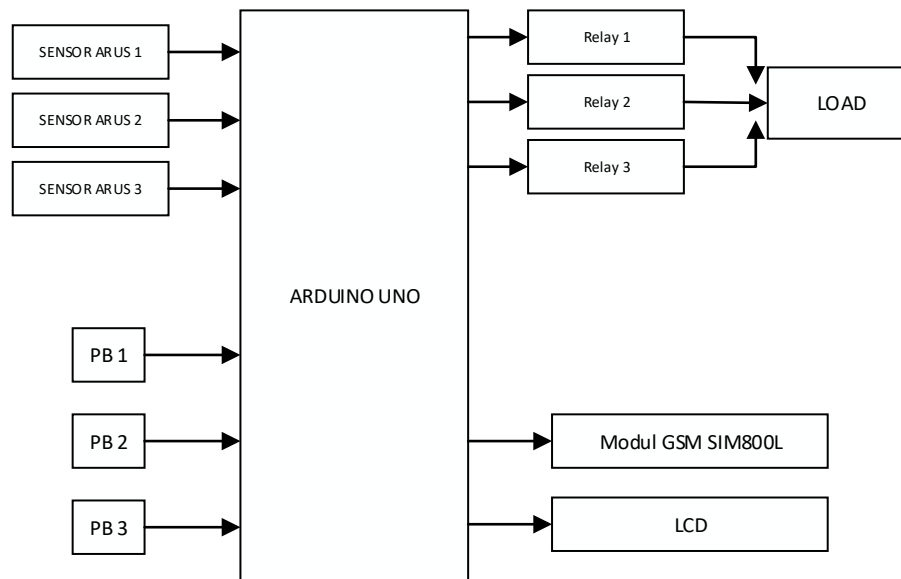 SENSOR ARUS 1
SENSOR ARUS 2
SENSOR ARUS 3
PB 1
PB 2
PB 3
ARDUINO UNO
Relay 1
Relay 2
Relay 3
LOAD
Modul GSM SIM800L
LCD